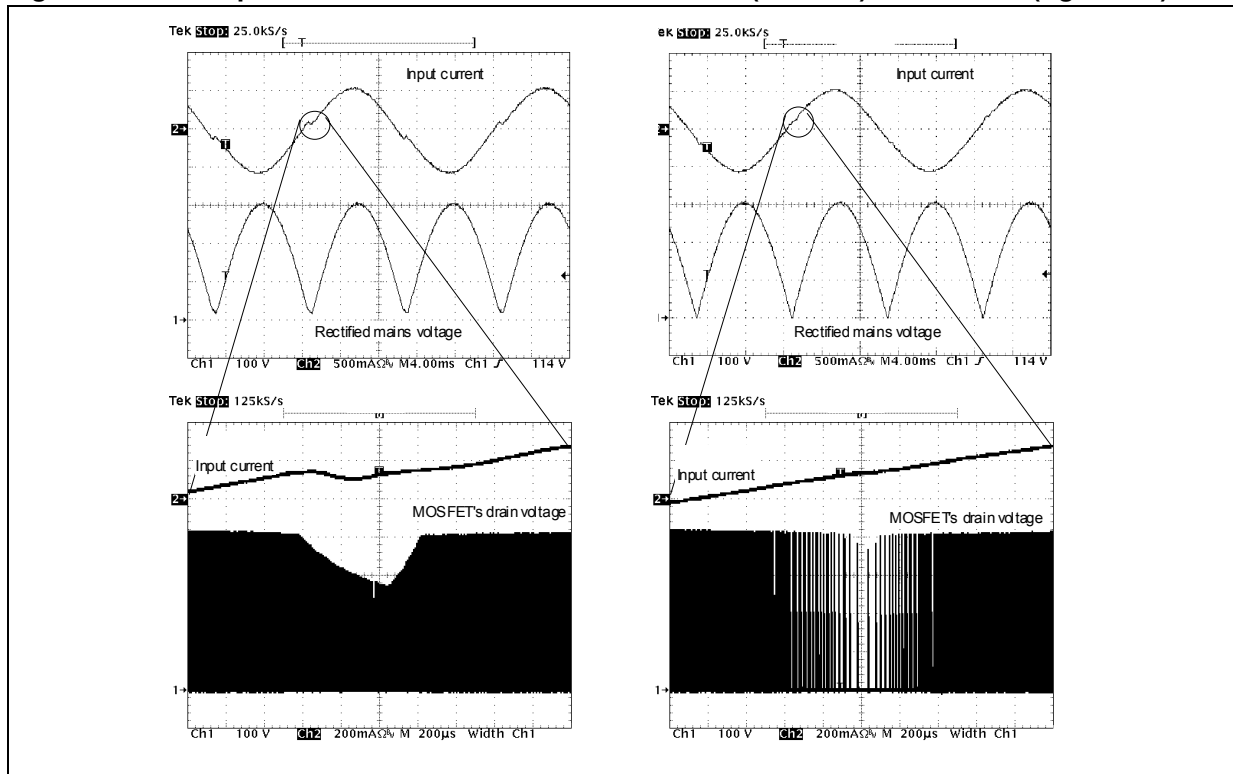 Tek Stop: 25.0kS/s
T
Input current
2→
T
T
Rectified mains voltage
1→
Ch1 100 V Ch2 500mAΩ M4.00ms Ch1 114 V
ek Stop: 25.0kS/s
T
Input current
2→
T
T
Rectified mains voltage
1→
Ch1 100 V Ch2 500mAΩ M4.00ms Ch1 114 V
Tek Stop: 125kS/s
Input current
T
2→
MOSFET's drain voltage
1→
Ch1 100 V Ch2 200mAΩ M 200µs Width Ch1
Tek Stop: 125kS/s
Input current
T
2→
MOSFET's drain voltage
1→
Ch1 100 V Ch2 200mAΩ M 200µs Width Ch1